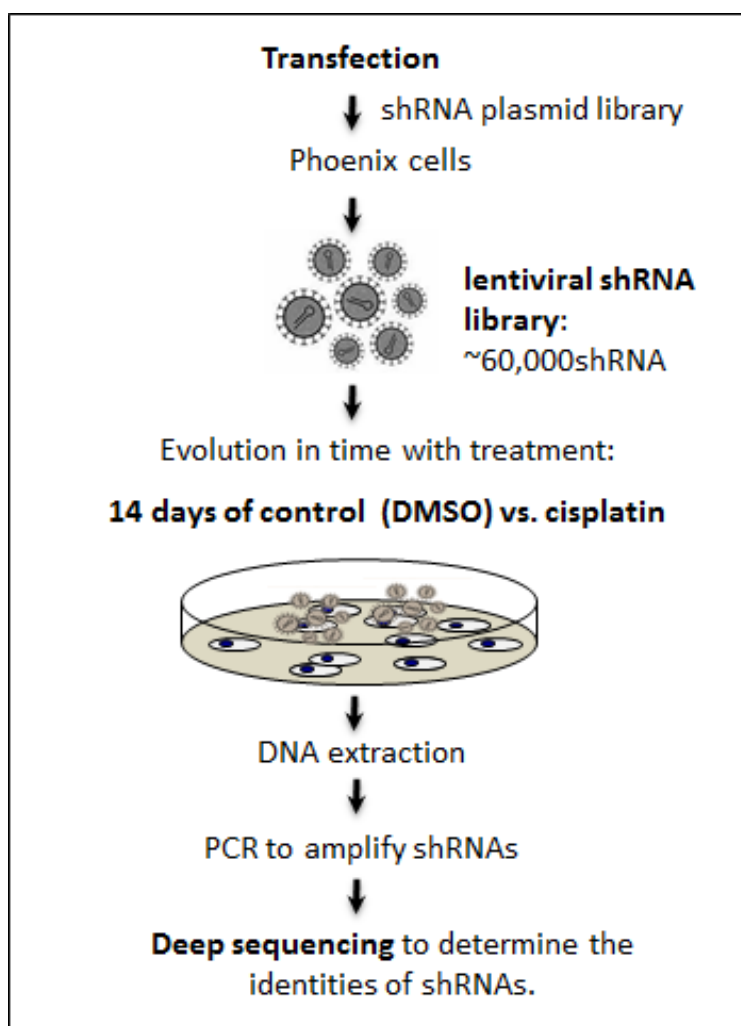 Transfection
shRNA plasmid library
Phoenix cells
lentiviral shRNA
library:
~60,000shRNA
Evolution in time with treatment:
14 days of control (DMSO) vs. cisplatin
DNA extraction
PCR to amplify shRNAs
Deep sequencing to determine the
identities of shRNAs.